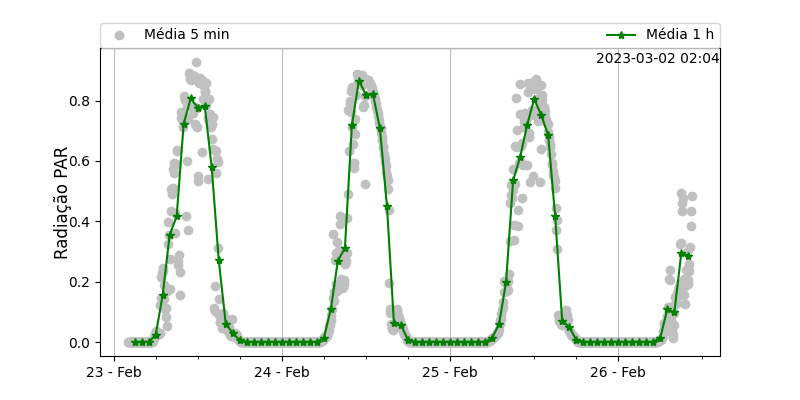 Média 5 min
Média 1 h
2023-03-02 02:04
Radiação PAR
0.8
0.6
0.4
0.2
0.0
23 - Feb
24 - Feb
25 - Feb
26 - Feb